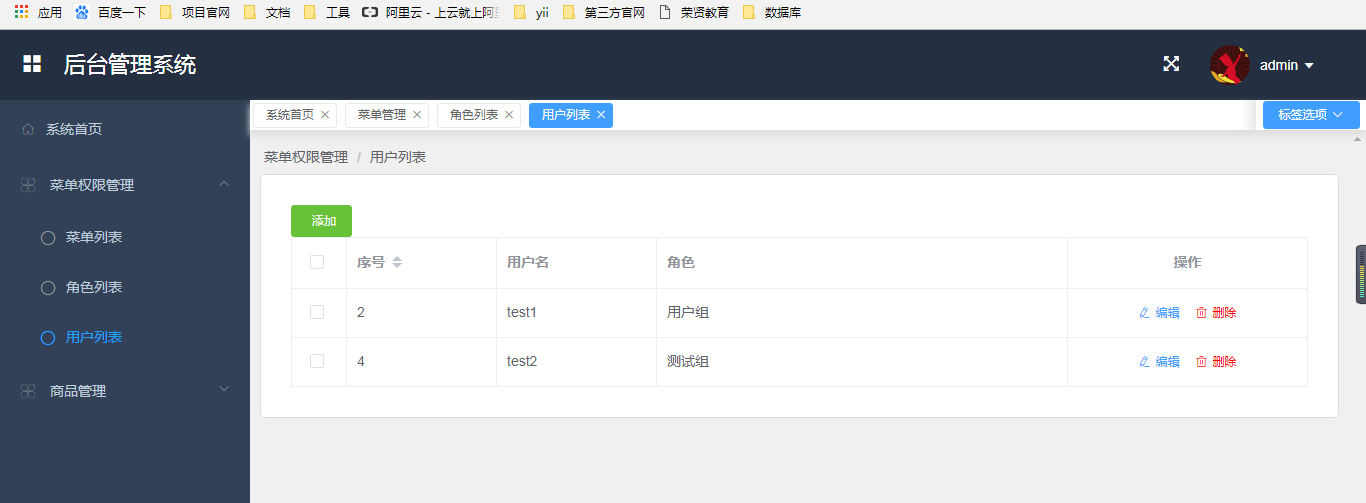 应用 百度一下 项目官网 文档 工具 阿里云 - 上云就上阿里 yii 第三方官网 荣贤教育 数据库
后台管理系统 admin
系统首页 菜单管理 角色列表 用户列表 标签选项
系统首页
菜单权限管理
菜单列表
角色列表
用户列表
商品管理
菜单权限管理 / 用户列表
添加
序号 用户名 角色 操作
2 test1 用户组 编辑 删除
4 test2 测试组 编辑 删除